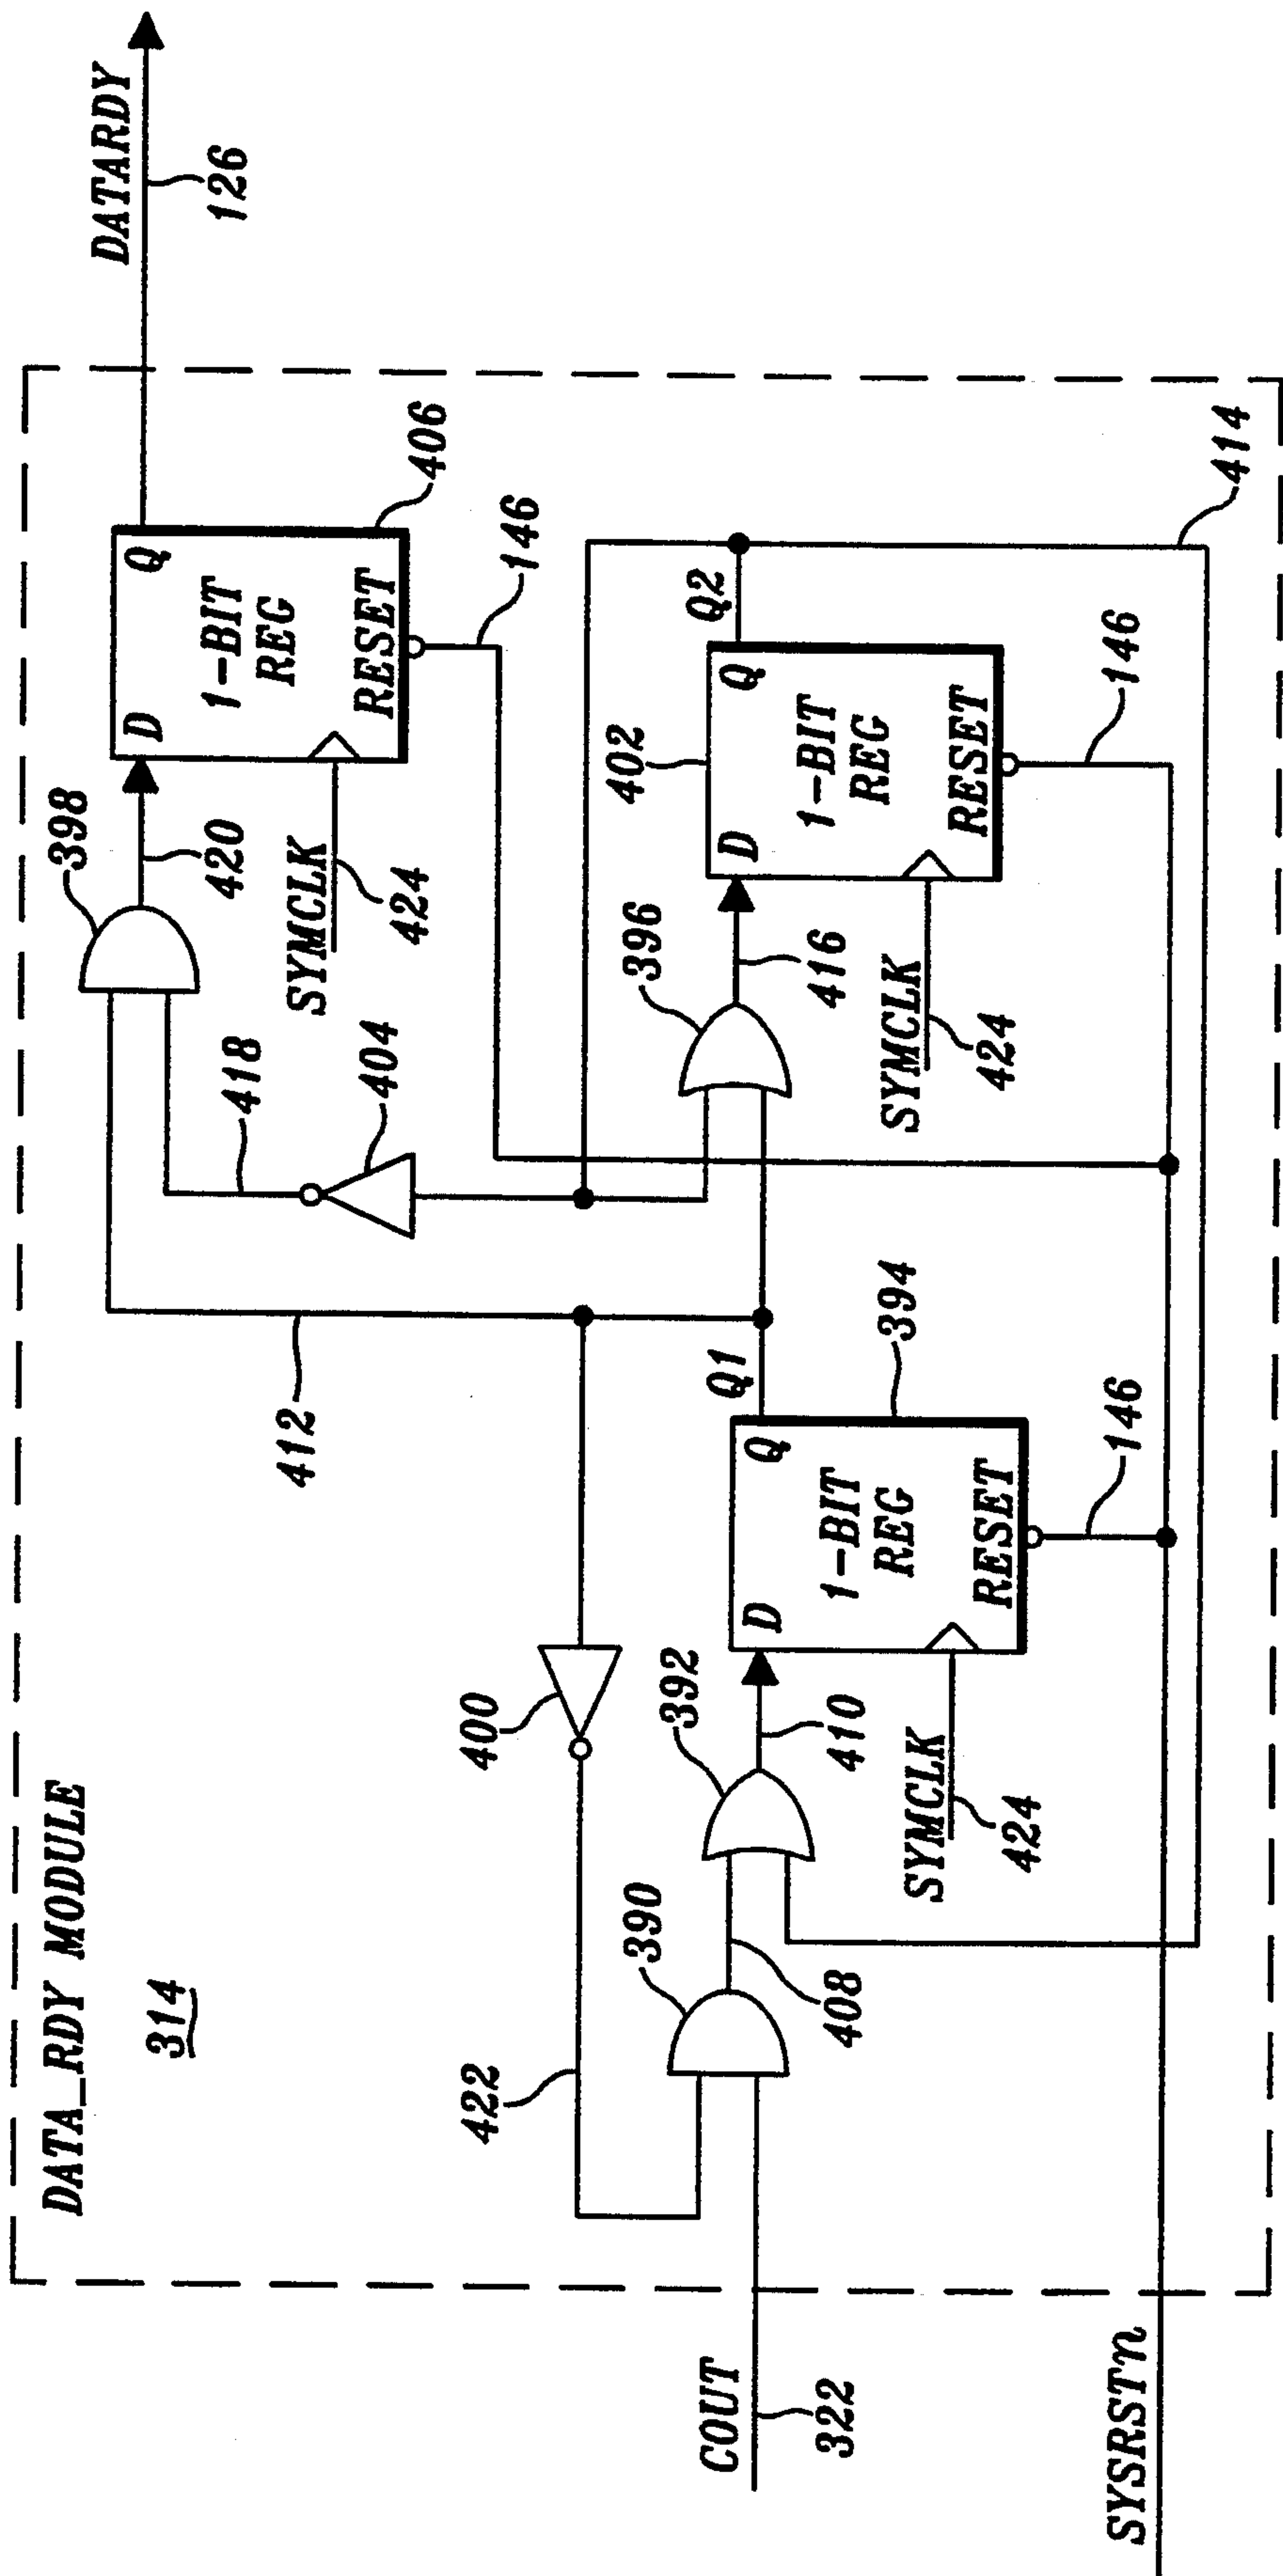 DATA_RDY MODULE
314
DATARDY
126
398
420
D
Q
1-BIT
REG
RESET
406
SYMCLK
424
146
418
404
412
400
422
390
408
392
410
D
Q
1-BIT
REG
RESET
Q1
394
SYMCLK
424
146
396
416
402
D
Q
1-BIT
REG
RESET
Q2
SYMCLK
424
146
414
COUT
322
SYSRSTn